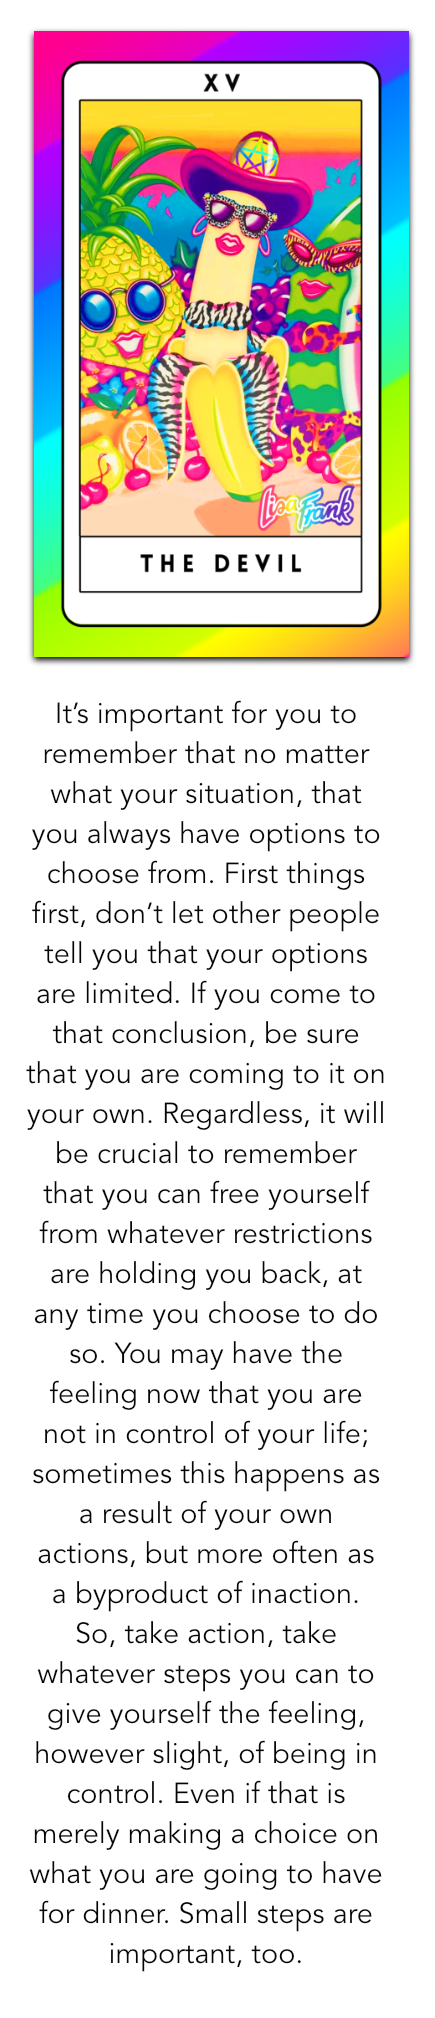 XV
Lisa Frank
THE DEVIL
It’s important for you to
remember that no matter
what your situation, that
you always have options to
choose from. First things
first, don’t let other people
tell you that your options
are limited. If you come to
that conclusion, be sure
that you are coming to it on
your own. Regardless, it will
be crucial to remember
that you can free yourself
from whatever restrictions
are holding you back, at
any time you choose to do
so. You may have the
feeling now that you are
not in control of your life;
sometimes this happens as
a result of your own
actions, but more often as
a byproduct of inaction.
So, take action, take
whatever steps you can to
give yourself the feeling,
however slight, of being in
control. Even if that is
merely making a choice on
what you are going to have
for dinner. Small steps are
important, too.